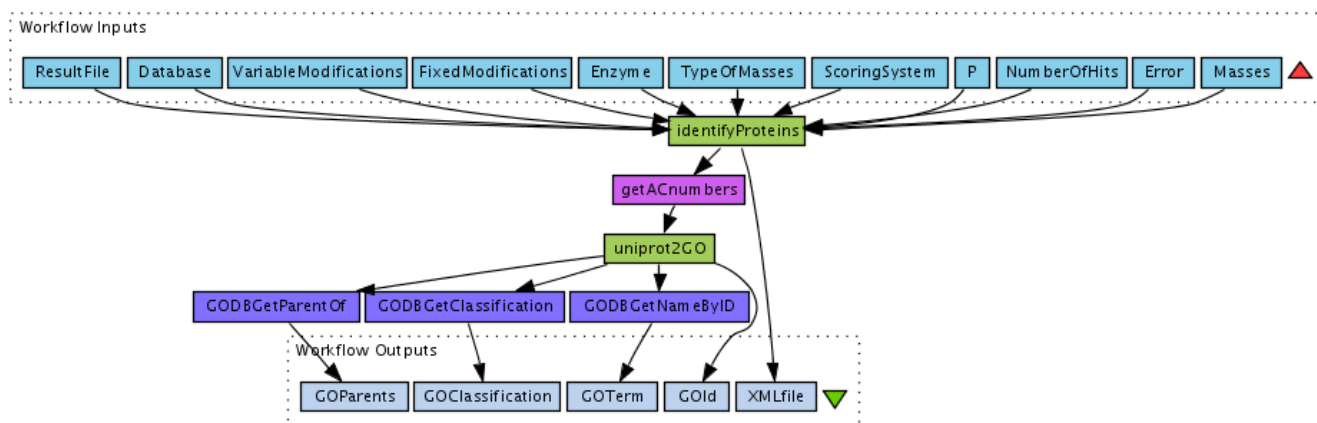 Workflow Inputs
ResultFile Database VariableModifications FixedModifications Enzyme TypeOfMasses ScoringSystem P NumberOfHits Error Masses
identifyProteins
getACnumbers
uniprot2GO
GODBGetParentOf GODBGetClassification GODBGetNameByID
Workflow Outputs
GOParents GOClassification GOTerm GOId XMLfile